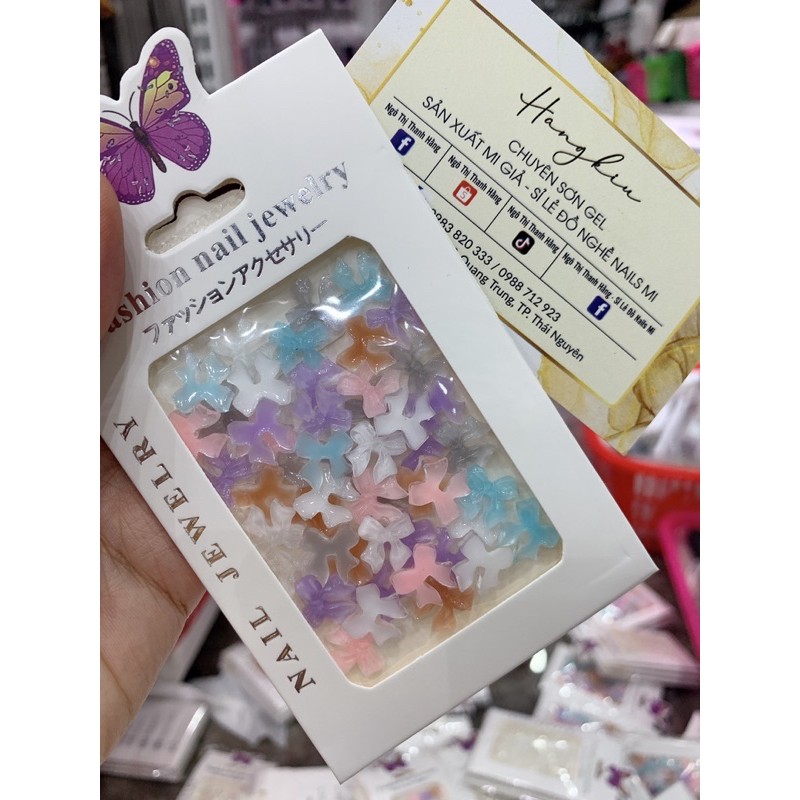 fashion nail jewelry
ファッションアクセサリー
NAIL JEWELRY
Hangkiu
CHUYÊN SƠN GEL
SẢN XUẤT MI GIẢ - SỈ LẺ ĐỒ NGHỀ NAILS MI
Ngô Thị Thanh Hằng
Ngô Thị Thanh Hằng
Ngô Thị Thanh Hằng
Ngô Thị Thanh Hằng - Sỉ Lẻ Đồ Nails Mi
0983 820 333 / 0988 712 923
Quang Trung, TP. Thái Nguyên